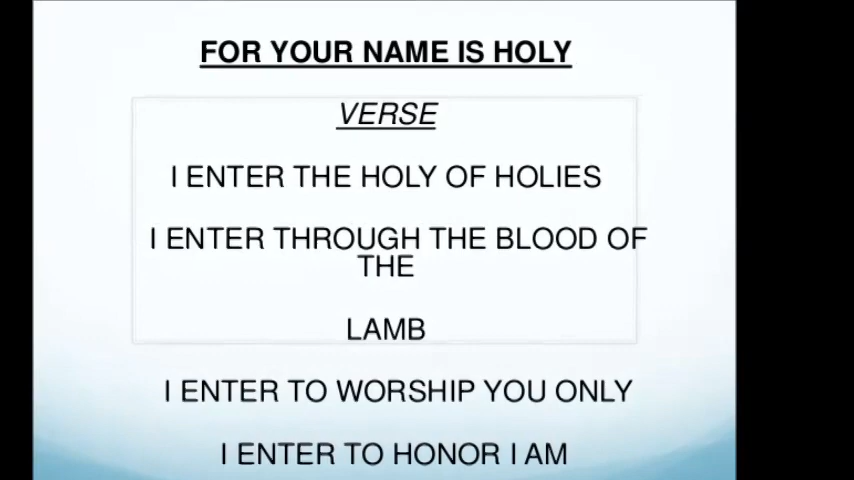 FOR YOUR NAME IS HOLY
VERSE
I ENTER THE HOLY OF HOLIES
I ENTER THROUGH THE BLOOD OF
THE
LAMB
I ENTER TO WORSHIP YOU ONLY
I ENTER TO HONOR I AM